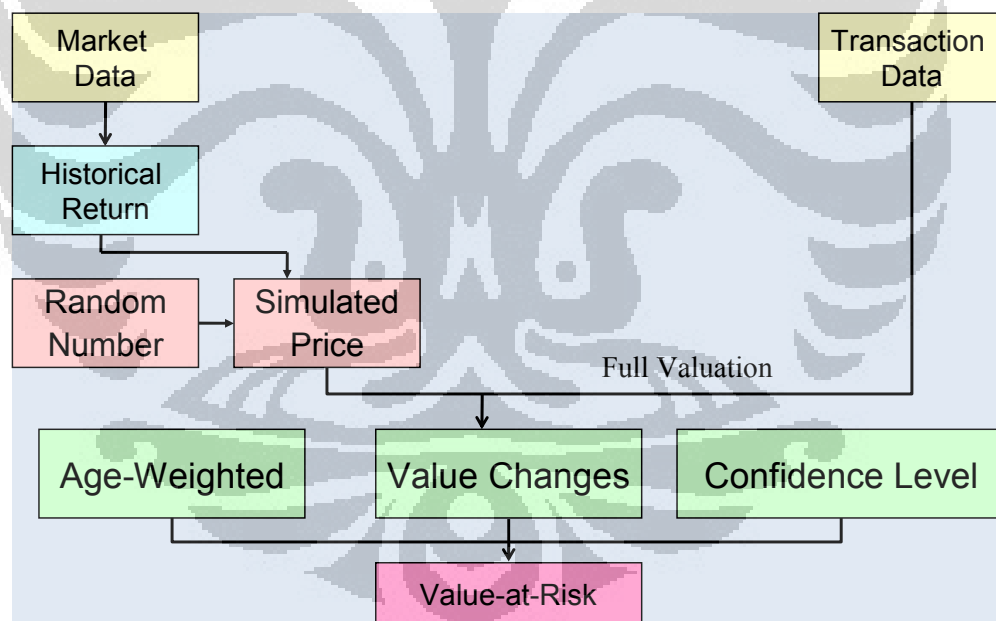 Market
Data
Transaction
Data
Historical
Return
Random
Number
Simulated
Price
Full Valuation
Age-Weighted
Value Changes
Confidence Level
Value-at-Risk